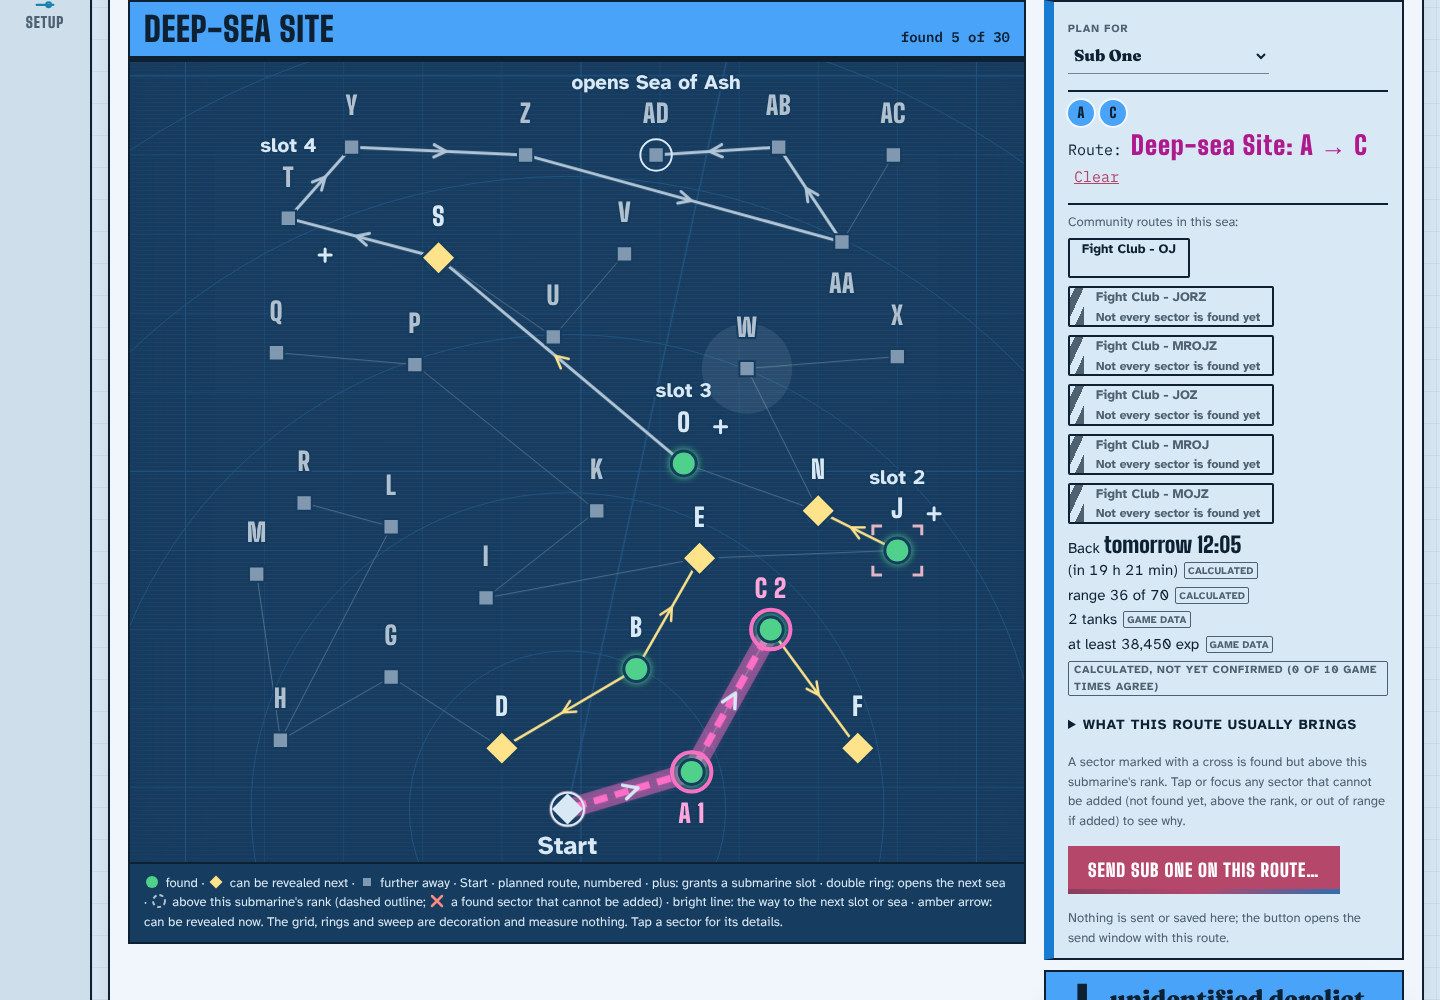 SETUP
DEEP-SEA SITE
found 5 of 30
opens Sea of Ash
Y
Z
AD
AB
AC
slot 4
T
S
V
U
AA
Q
P
W
X
slot 3
O
R
L
K
N
slot 2
J
M
E
I
C 2
B
G
H
D
F
A 1
Start
found · can be revealed next · further away · Start · planned route, numbered · plus: grants a submarine slot · double ring: opens the next sea
· above this submarine's rank (dashed outline; a found sector that cannot be added) · bright line: the way to the next slot or sea · amber arrow:
can be revealed now. The grid, rings and sweep are decoration and measure nothing. Tap a sector for its details.
PLAN FOR
Sub One
A C
Route: Deep-sea Site: A → C
Clear
Community routes in this sea:
Fight Club - OJ
Fight Club - JORZ
Not every sector is found yet
Fight Club - MROJZ
Not every sector is found yet
Fight Club - JOZ
Not every sector is found yet
Fight Club - MROJ
Not every sector is found yet
Fight Club - MOJZ
Not every sector is found yet
Back tomorrow 12:05
(in 19 h 21 min) CALCULATED
range 36 of 70 CALCULATED
2 tanks GAME DATA
at least 38,450 exp GAME DATA
CALCULATED, NOT YET CONFIRMED (0 OF 10 GAME
TIMES AGREE)
WHAT THIS ROUTE USUALLY BRINGS
A sector marked with a cross is found but above this
submarine's rank. Tap or focus any sector that cannot
be added (not found yet, above the rank, or out of range
if added) to see why.
SEND SUB ONE ON THIS ROUTE…
Nothing is sent or saved here; the button opens the
send window with this route.
unidentified derelict